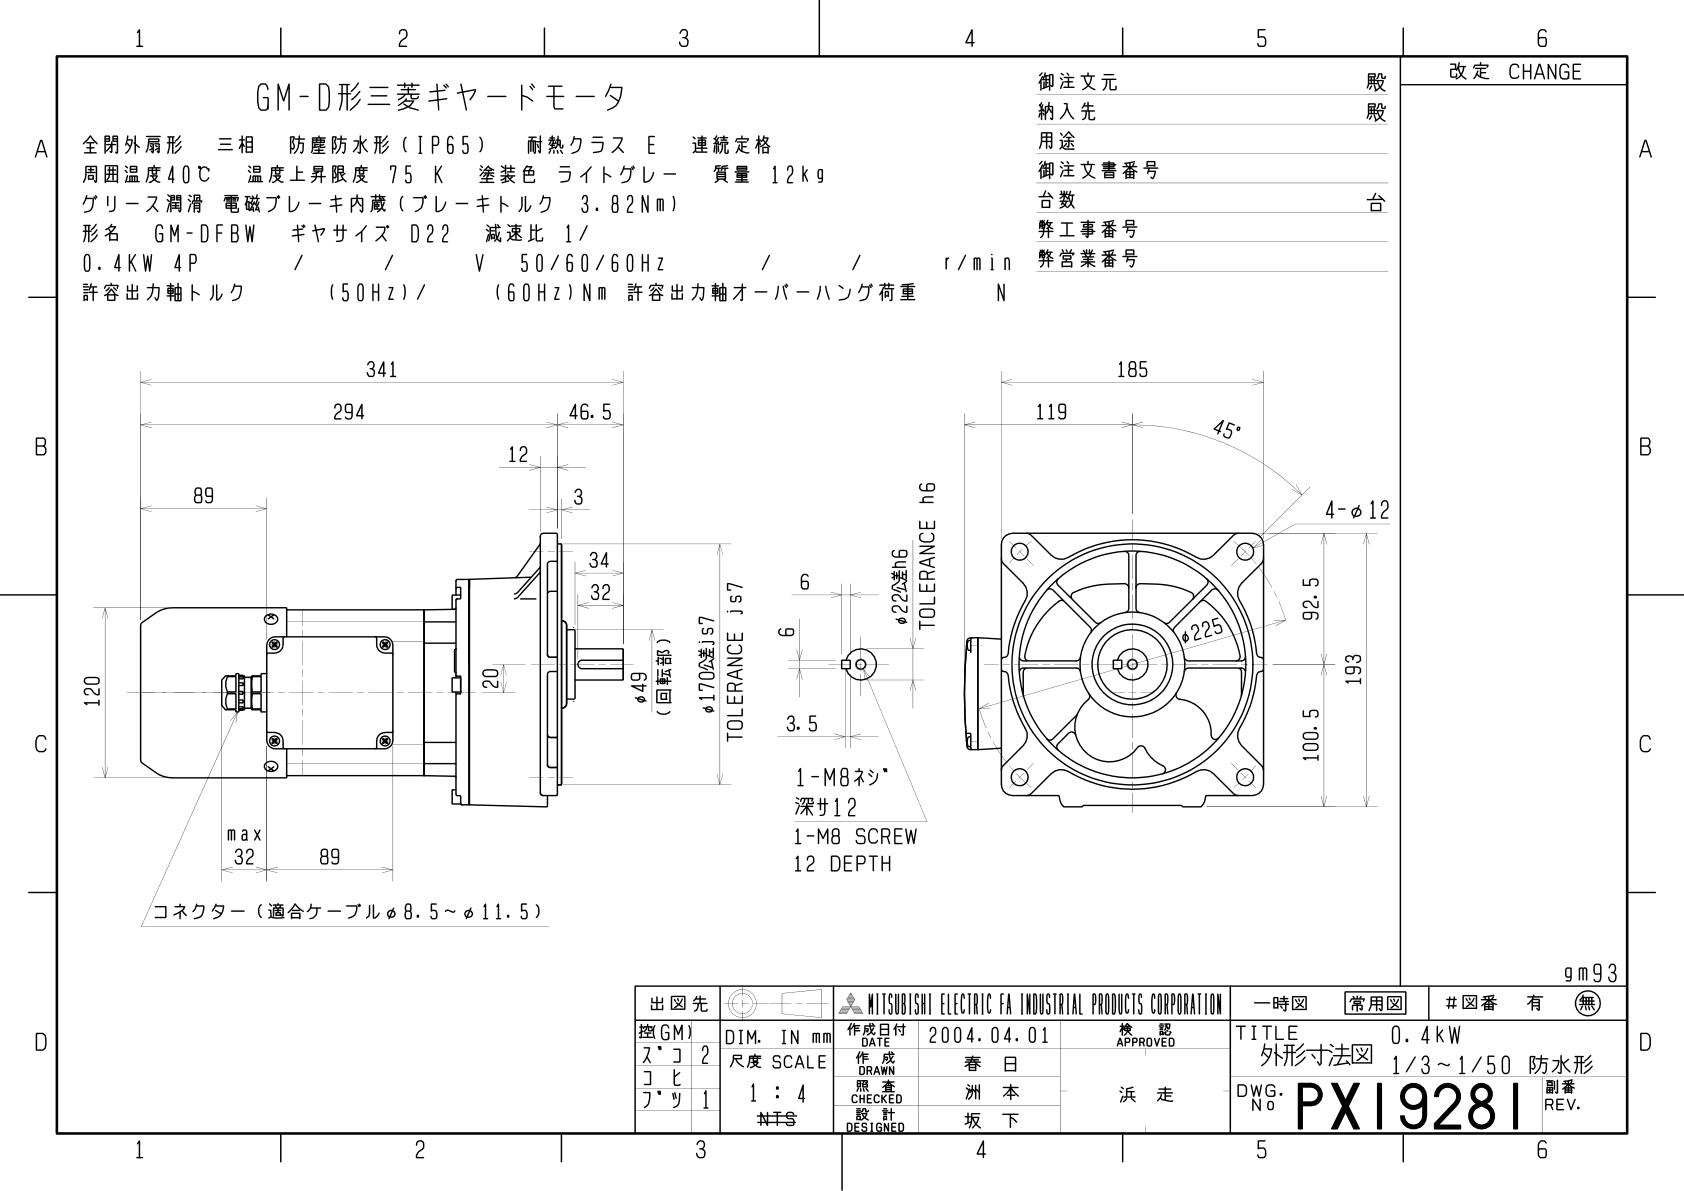 1 2 3 4 5 6
改定 CHANGE
GM-D形三菱ギヤードモータ
全閉外扇形 三相 防塵防水形(IP65) 耐熱クラス E 連続定格
周囲温度40℃ 温度上昇限度 75 K 塗装色 ライトグレー 質量 12kg
グリース潤滑 電磁ブレーキ内蔵(ブレーキトルク 3.82Nm)
形名 GM-DFBW ギヤサイズ D22 減速比 1/
0.4KW 4P / / V 50/60/60Hz / / r/min
許容出力軸トルク (50Hz)/ (60Hz)Nm 許容出力軸オーバーハング荷重 N
御注文元 殿
納入先 殿
用途
御注文書番号
台数 台
弊工事番号
弊営業番号
A A
B B
C C
D D
341
294 46.5
12
89
3
34
32
120
20
φ49
(回転部)
φ170公差js7
TOLERANCE js7
max
32 89
コネクター(適合ケーブルφ8.5~φ11.5)
6
6
3.5
φ22公差h6
TOLERANCE h6
1-M8ネジ
深サ12
1-M8 SCREW
12 DEPTH
185
119
45°
4-φ12
92.5
φ225
193
100.5
gm93
出図先
控(GM)
ズコ 2
コヒ
ブツ 1
DIM. IN mm
尺度 SCALE
1 : 4
NTS
MITSUBISHI ELECTRIC FA INDUSTRIAL PRODUCTS CORPORATION
作成日付 DATE 2004.04.01
作成 DRAWN 春日
照査 CHECKED 洲本
設計 DESIGNED 坂下
検認 APPROVED
浜走
一時図 常用図 #図番 有 無
TITLE 0.4kW
外形寸法図 1/3~1/50 防水形
DWG. No PX19281
副番 REV.
1 2 3 4 5 6